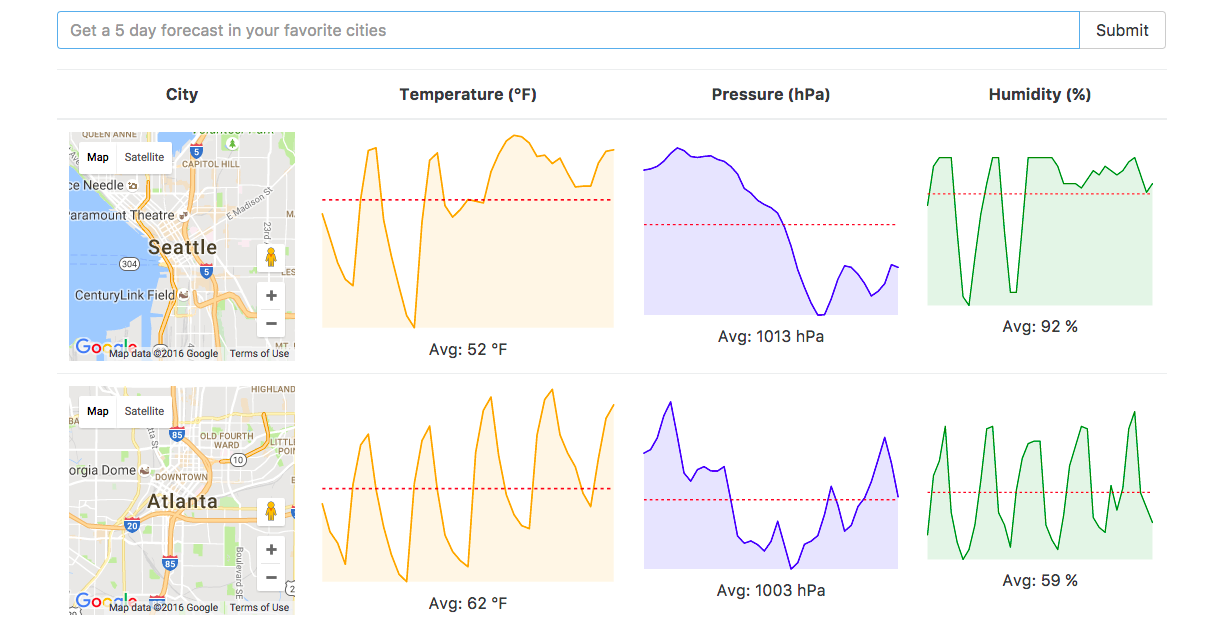 Get a 5 day forecast in your favorite cities
Submit
City
Temperature (°F)
Pressure (hPa)
Humidity (%)
QUEEN ANNE
Map
Satellite
5
CAPITOL HILL
ce Needle
aramount Theatre
E Madison St
23rd
Seattle
304
5
CenturyLink Field
+
−
Google
Map data ©2016 Google
Terms of Use
Avg: 52 °F
Avg: 1013 hPa
Avg: 92 %
HIGHLAND
Map
Satellite
85
OLD FOURTH
WARD
LITTL
10
orgia Dome
DOWNTOWN
Atlanta
20
85
Boulevard SE
+
−
Google
Map data ©2016 Google
Terms of Use
Avg: 62 °F
Avg: 1003 hPa
Avg: 59 %